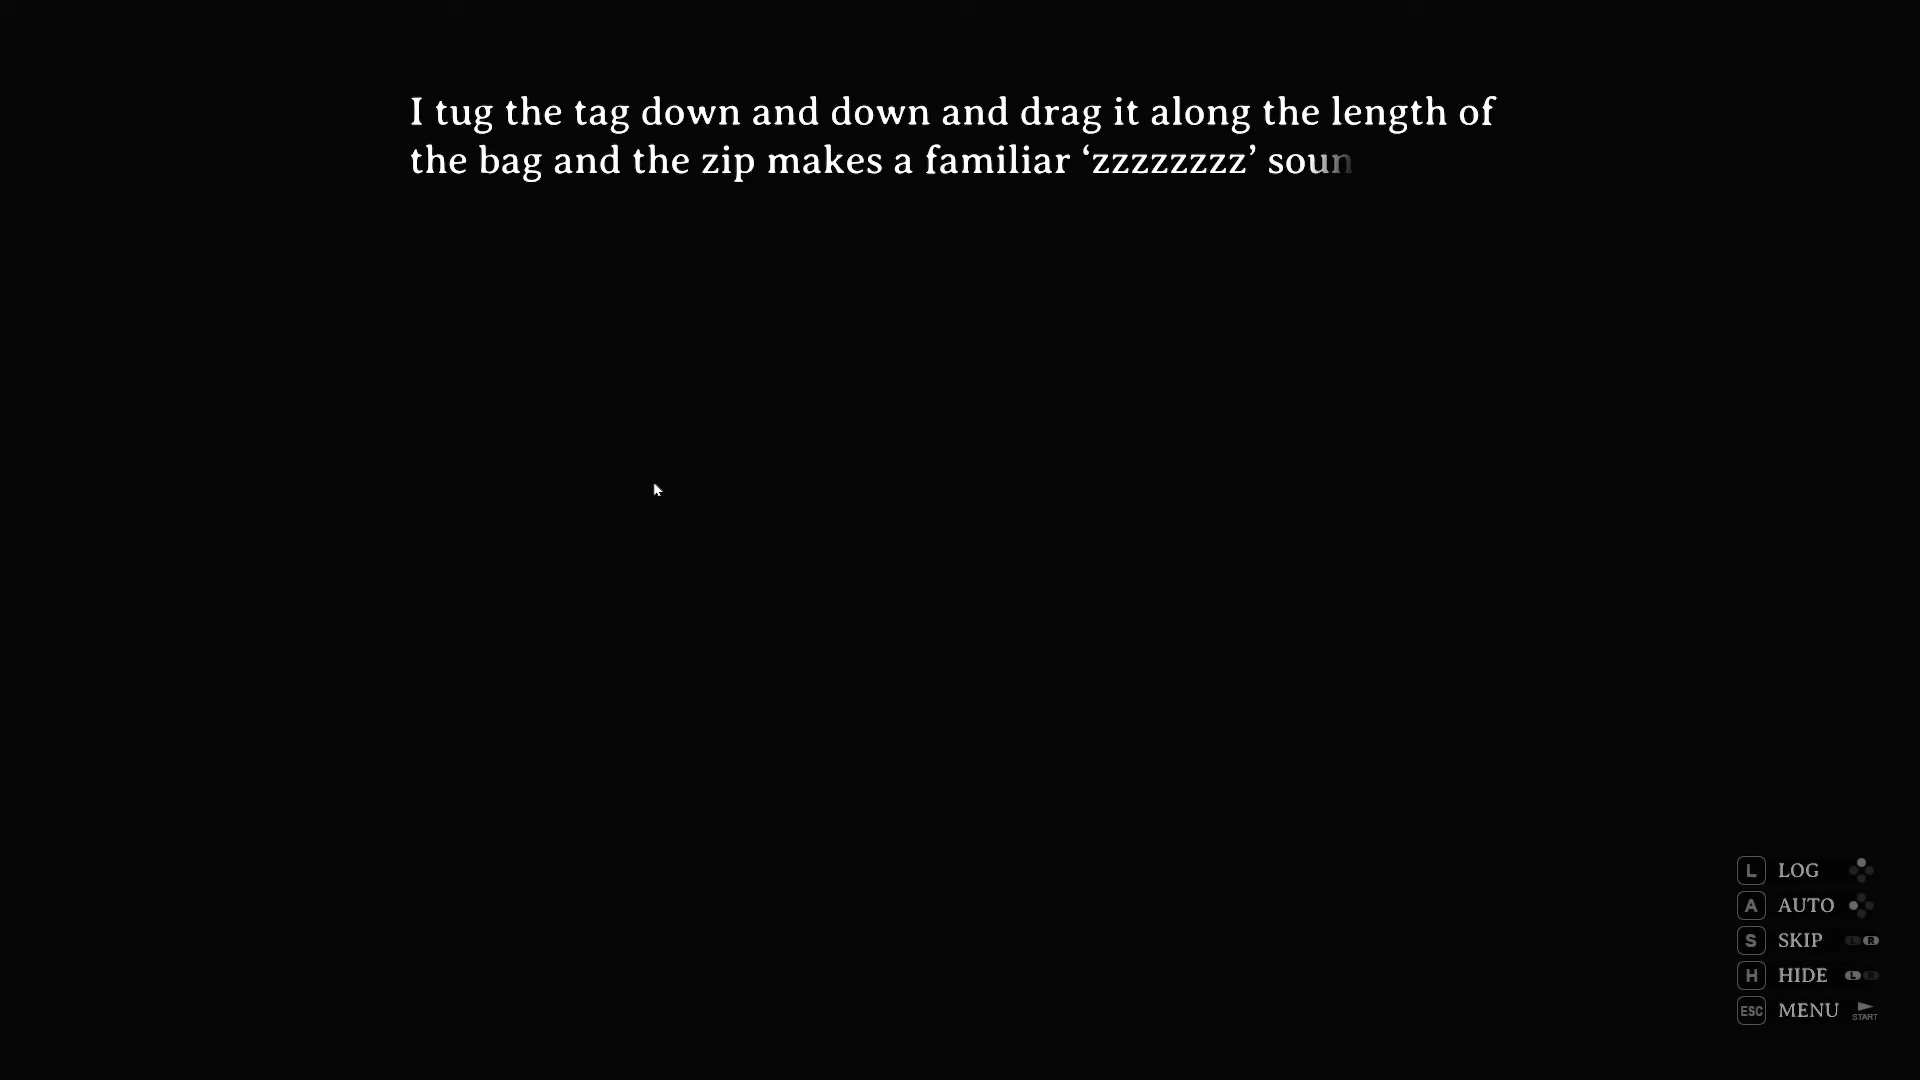 I tug the tag down and down and drag it along the length of
the bag and the zip makes a familiar ‘zzzzzzzz’ soun
L LOG
A AUTO
S SKIP R
H HIDE L
ESC MENU START